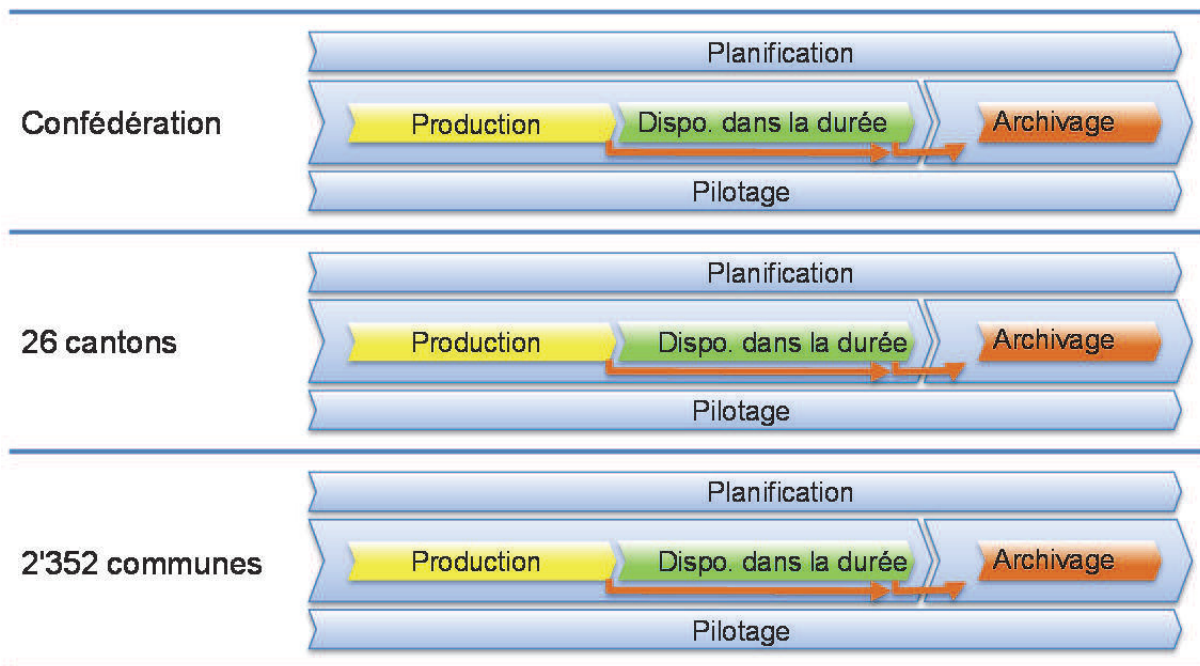 Planification
Confédération
Production
Dispo. dans la durée
Archivage
Pilotage
Planification
26 cantons
Production
Dispo. dans la durée
Archivage
Pilotage
Planification
2'352 communes
Production
Dispo. dans la durée
Archivage
Pilotage